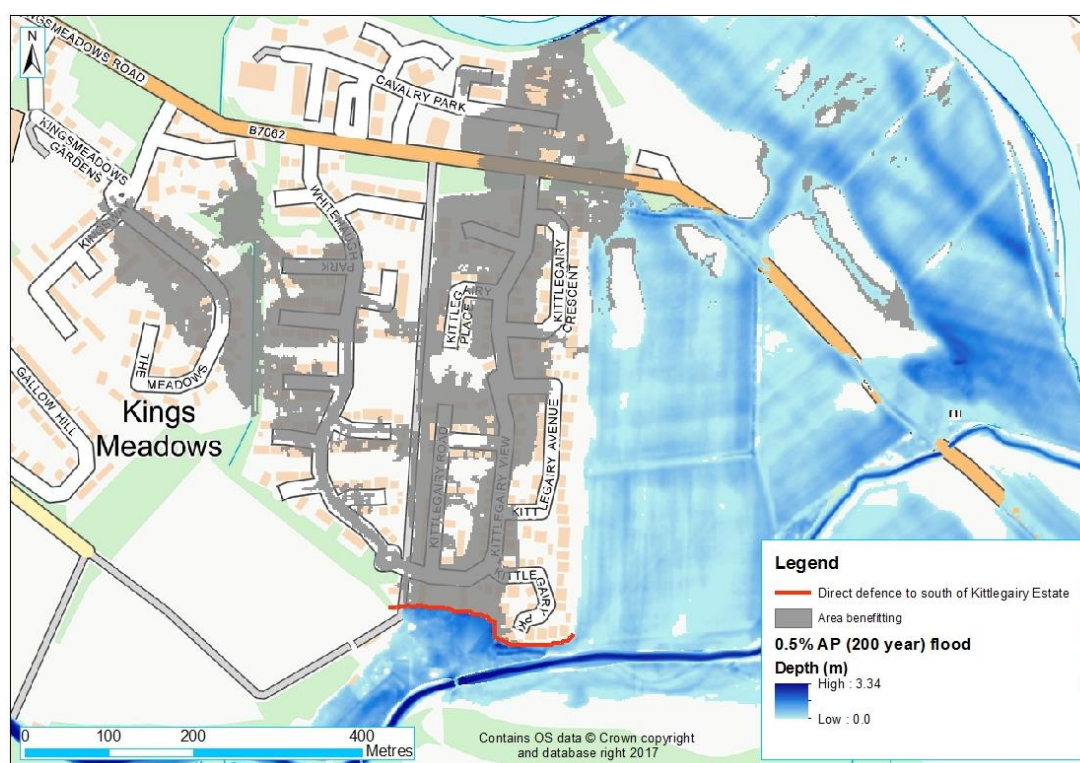 N
KINGSMEADOWS ROAD
CAVALRY PARK
KINGSMEADOWS
GARDENS
B7062
WHITEHAUGH
PARK
KITTLEGAIRY
CRESCENT
KITTLEGAIRY
PLACE
THE
MEADOWS
GALLOW HILL
Kings
Meadows
KITTLEGAIRY ROAD
KITTLEGAIRY VIEW
KITTLEGAIRY AVENUE
KITTLEGAIRY
Legend
Direct defence to south of Kittlegairy Estate
Area benefitting
0.5% AP (200 year) flood
Depth (m)
High : 3.34
Low : 0.0
0 100 200 400
Metres
Contains OS data © Crown copyright
and database right 2017